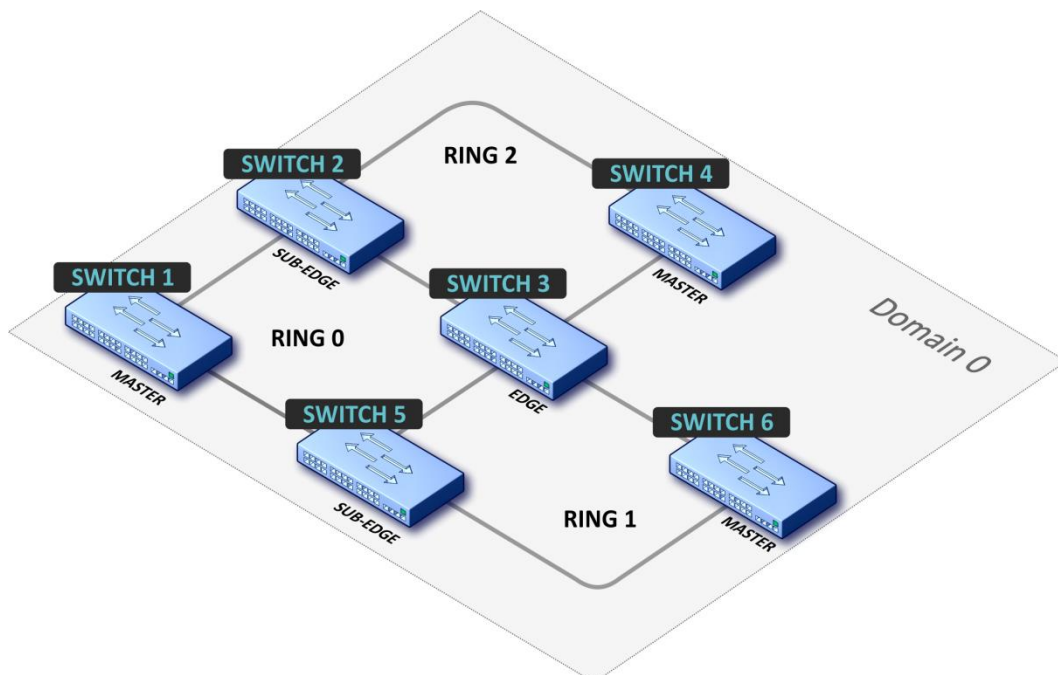 SWITCH 2
RING 2
SWITCH 4
SUB-EDGE
SWITCH 1
SWITCH 3
MASTER
RING 0
Domain 0
MASTER
SWITCH 5
EDGE
SWITCH 6
SUB-EDGE
RING 1
MASTER